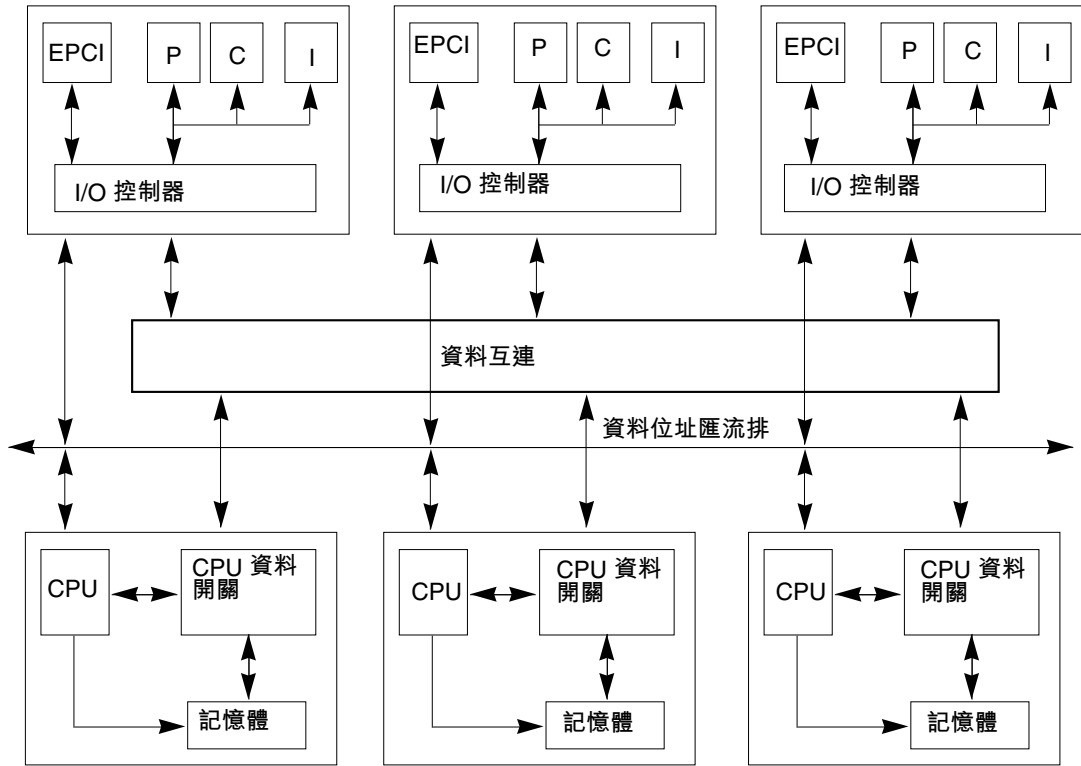 EPCI P C I
I/O 控制器
EPCI P C I
I/O 控制器
EPCI P C I
I/O 控制器
資料互連
資料位址匯流排
CPU
CPU 資料
開關
記憶體
CPU
CPU 資料
開關
記憶體
CPU
CPU 資料
開關
記憶體